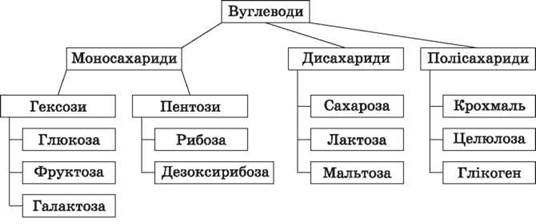 Вуглеводи
Моносахариди
Дисахариди
Полісахариди
Гексози
Пентози
Сахароза
Крохмаль
Глюкоза
Рибоза
Лактоза
Целюлоза
Фруктоза
Дезоксирибоза
Мальтоза
Глікоген
Галактоза